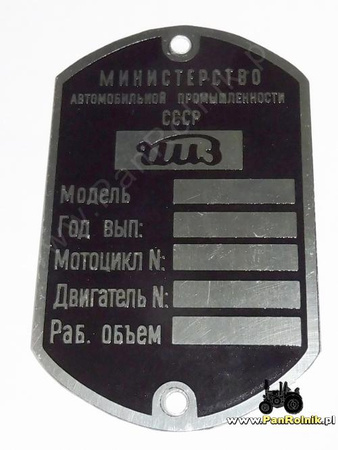 МИНИСТЕРСТВО
АВТОМОБИЛЬНОЙ ПРОМЫШЛЕННОСТИ
СССР
Модель
Год вып:
Мотоцикл N:
Двигатель N:
Раб. объем
www.PanRolnik.pl